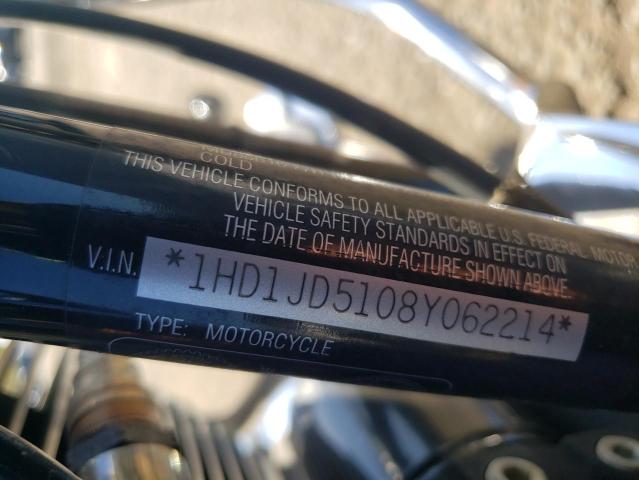 COLD
THIS VEHICLE CONFORMS TO ALL APPLICABLE U.S. FEDERAL MOTOR
VEHICLE SAFETY STANDARDS IN EFFECT ON
THE DATE OF MANUFACTURE SHOWN ABOVE.
V.I.N. *1HD1JD5108Y062214*
TYPE: MOTORCYCLE